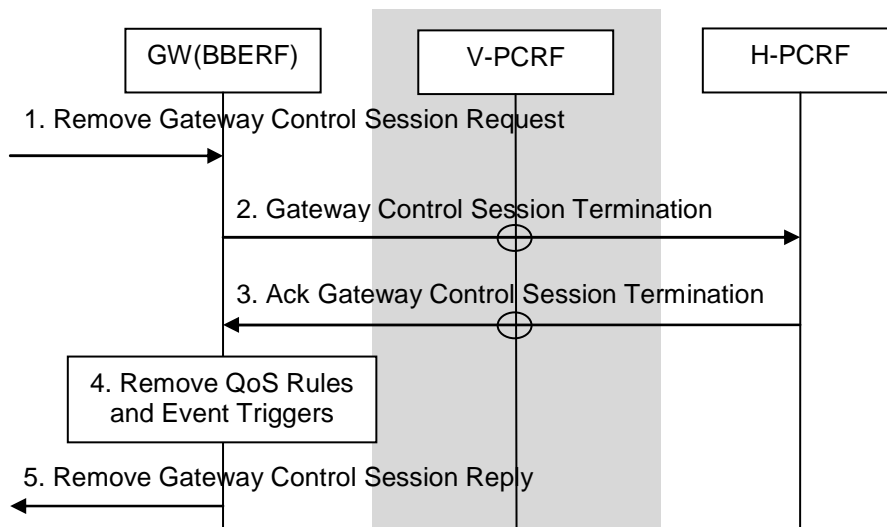 GW(BBERF)
V-PCRF
H-PCRF
1. Remove Gateway Control Session Request
2. Gateway Control Session Termination
3. Ack Gateway Control Session Termination
4. Remove QoS Rules
and Event Triggers
5. Remove Gateway Control Session Reply